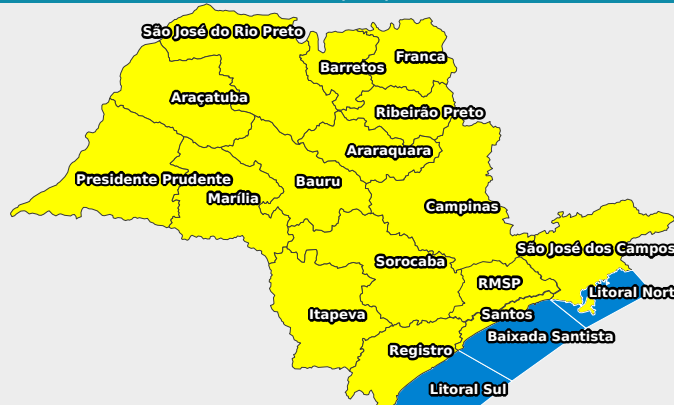 São José do Rio Preto
Franca
Barretos
Araçatuba
Ribeirão Preto
Araraquara
Presidente Prudente
Bauru
Marília
Campinas
São José dos Campos
Sorocaba
RMSP
Litoral Nort
Itapeva
Santos
Baixada Santista
Registro
Litoral Sul